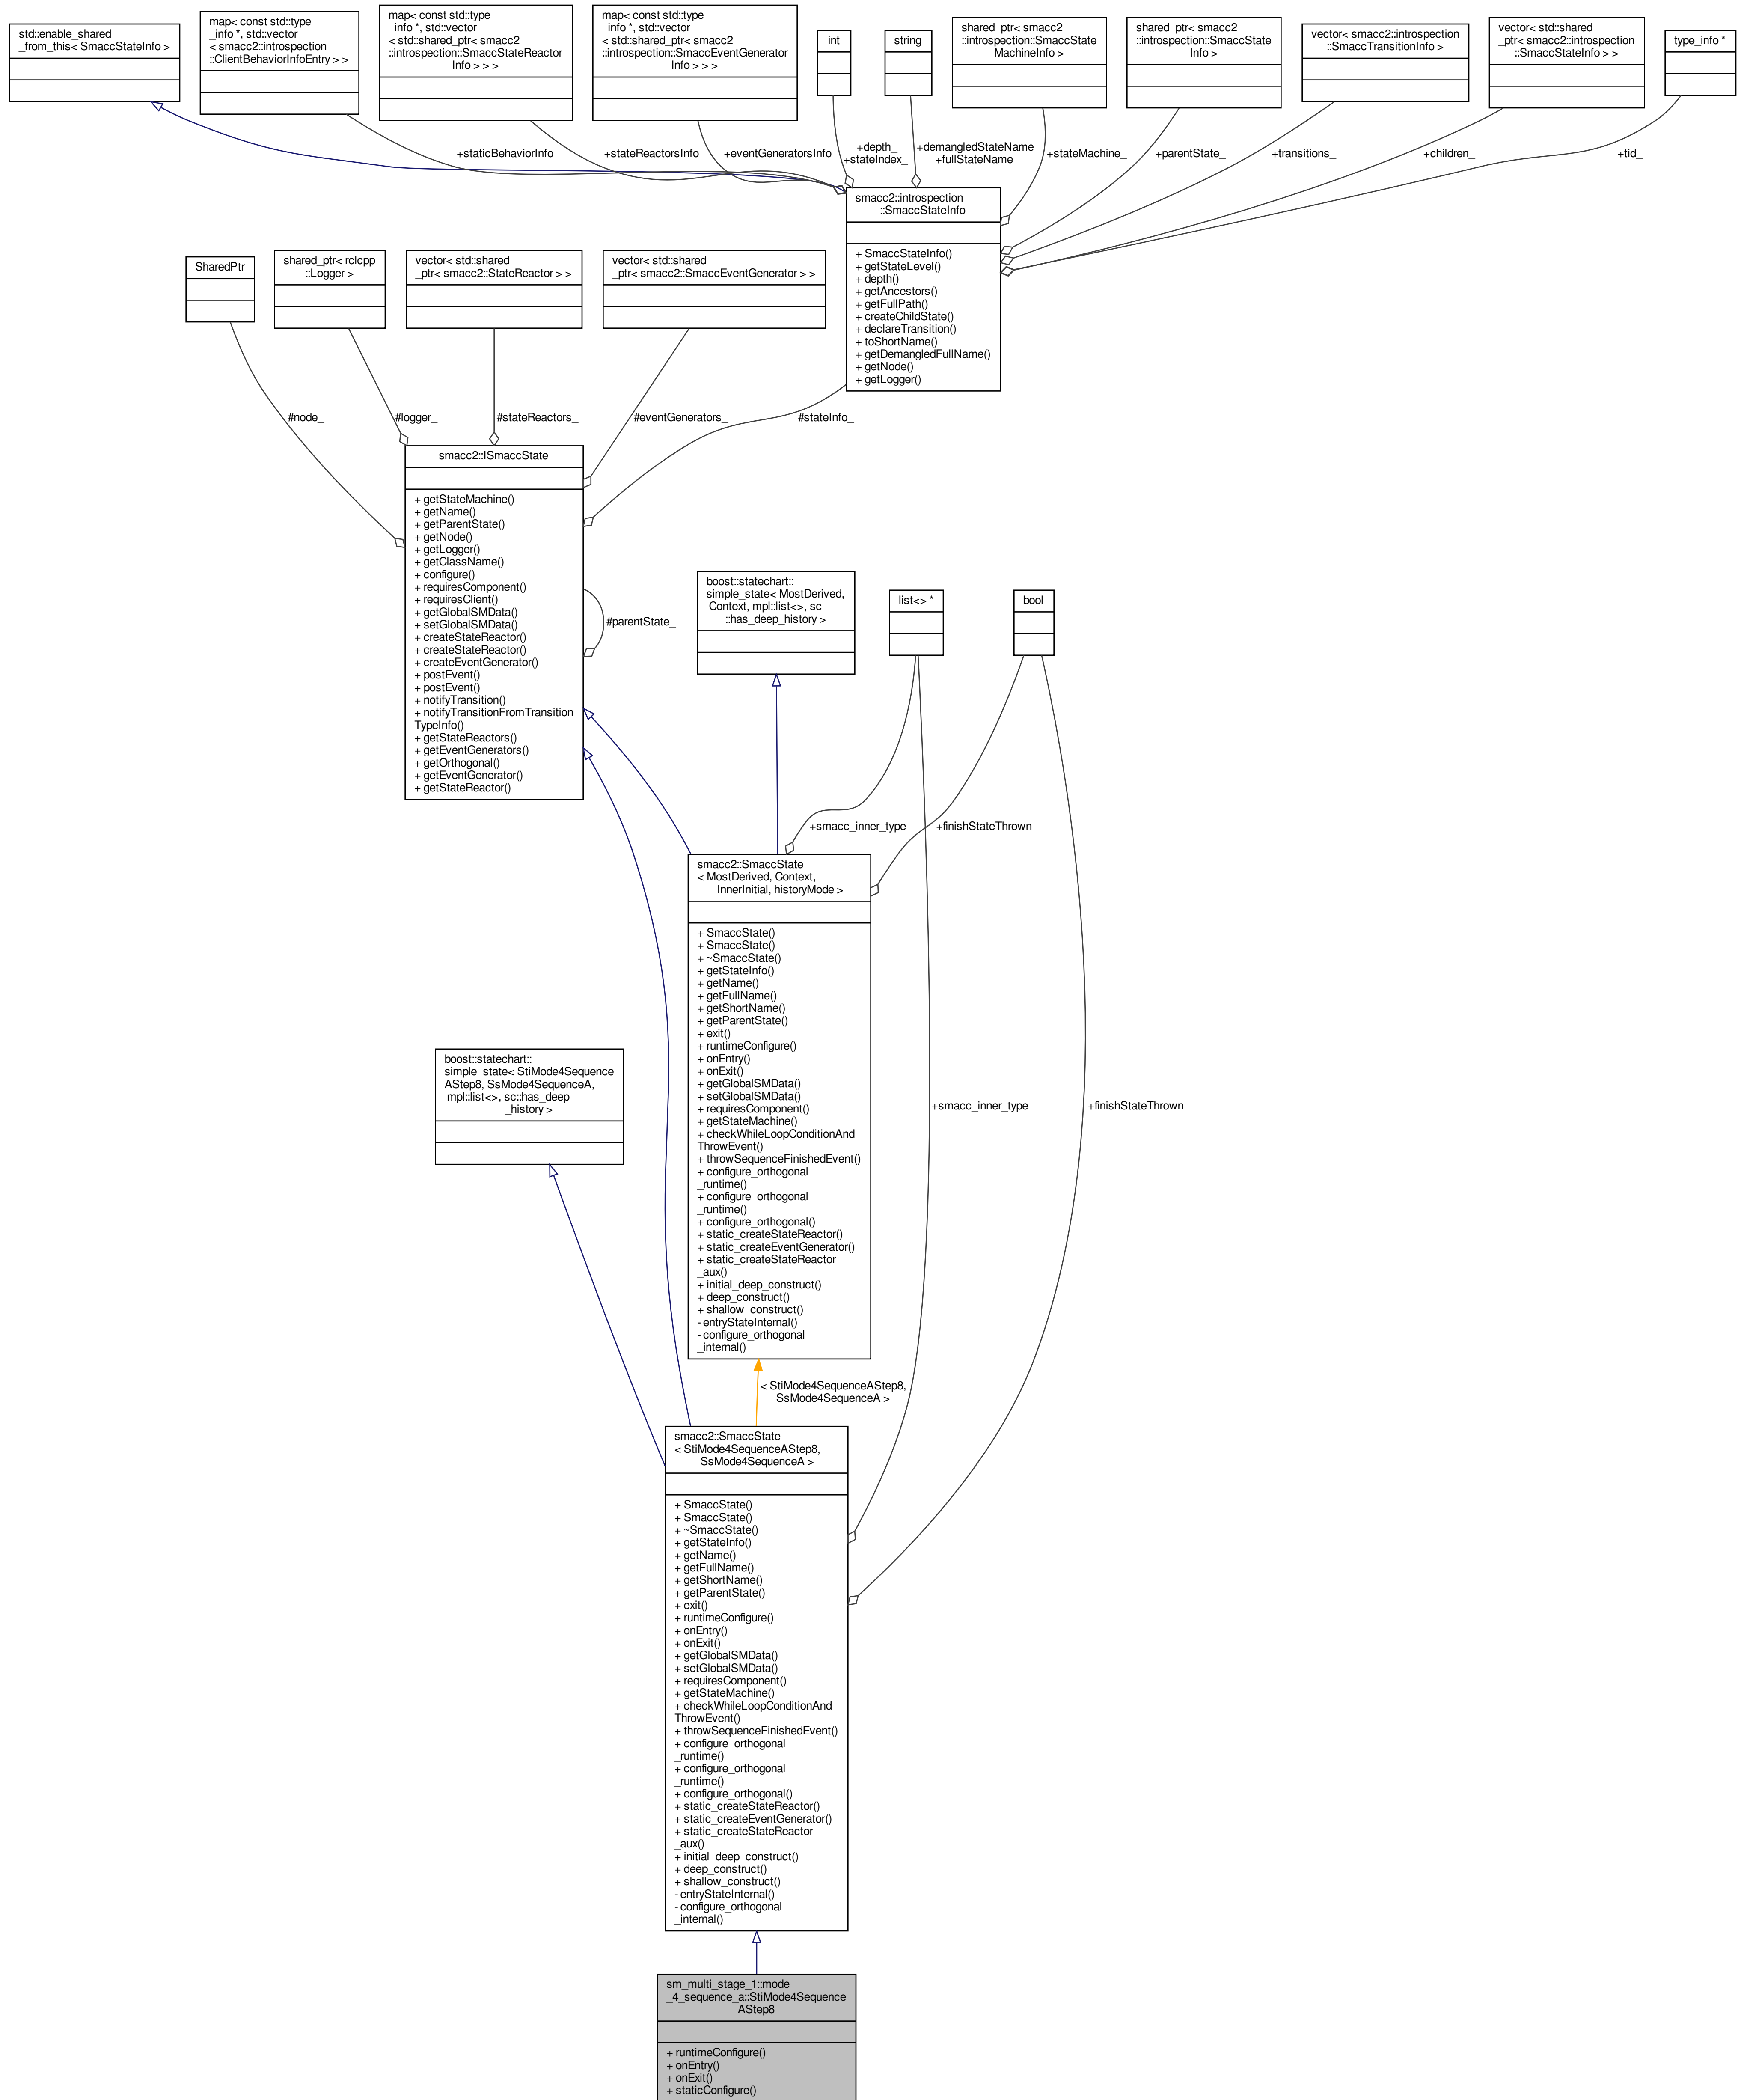 std::enable_shared
_from_this< SmaccStateInfo >
map< const std::type
_info *, std::vector
< smacc2::introspection
::ClientBehaviorInfoEntry > >
map< const std::type
_info *, std::vector
< std::shared_ptr< smacc2
::introspection::SmaccStateReactor
Info > > >
map< const std::type
_info *, std::vector
< std::shared_ptr< smacc2
::introspection::SmaccEventGenerator
Info > > >
int
string
shared_ptr< smacc2
::introspection::SmaccState
MachineInfo >
shared_ptr< smacc2
::introspection::SmaccState
Info >
vector< smacc2::introspection
::SmaccTransitionInfo >
vector< std::shared
_ptr< smacc2::introspection
::SmaccStateInfo > >
type_info *
+staticBehaviorInfo
+stateReactorsInfo
+eventGeneratorsInfo
+depth_
+stateIndex_
+demangledStateName
+fullStateName
+stateMachine_
+parentState_
+transitions_
+children_
+tid_
smacc2::introspection
::SmaccStateInfo
+ SmaccStateInfo()
+ getStateLevel()
+ depth()
+ getAncestors()
+ getFullPath()
+ createChildState()
+ declareTransition()
+ toShortName()
+ getDemangledFullName()
+ getNode()
+ getLogger()
SharedPtr
shared_ptr< rclcpp
::Logger >
vector< std::shared
_ptr< smacc2::StateReactor > >
vector< std::shared
_ptr< smacc2::SmaccEventGenerator > >
#node_
#logger_
#stateReactors_
#eventGenerators_
#stateInfo_
smacc2::ISmaccState
+ getStateMachine()
+ getName()
+ getParentState()
+ getNode()
+ getLogger()
+ getClassName()
+ configure()
+ requiresComponent()
+ requiresClient()
+ getGlobalSMData()
+ setGlobalSMData()
+ createStateReactor()
+ createStateReactor()
+ createEventGenerator()
+ postEvent()
+ postEvent()
+ notifyTransition()
+ notifyTransitionFromTransition
TypeInfo()
+ getStateReactors()
+ getEventGenerators()
+ getOrthogonal()
+ getEventGenerator()
+ getStateReactor()
#parentState_
boost::statechart::
simple_state< MostDerived,
Context, mpl::list<>, sc
::has_deep_history >
list<> *
bool
+smacc_inner_type
+finishStateThrown
smacc2::SmaccState
< MostDerived, Context,
InnerInitial, historyMode >
+ SmaccState()
+ SmaccState()
+ ~SmaccState()
+ getStateInfo()
+ getName()
+ getFullName()
+ getShortName()
+ getParentState()
+ exit()
+ runtimeConfigure()
+ onEntry()
+ onExit()
+ getGlobalSMData()
+ setGlobalSMData()
+ requiresComponent()
+ getStateMachine()
+ checkWhileLoopConditionAnd
ThrowEvent()
+ throwSequenceFinishedEvent()
+ configure_orthogonal
_runtime()
+ configure_orthogonal
_runtime()
+ configure_orthogonal()
+ static_createStateReactor()
+ static_createEventGenerator()
+ static_createStateReactor
_aux()
+ initial_deep_construct()
+ deep_construct()
+ shallow_construct()
- entryStateInternal()
- configure_orthogonal
_internal()
boost::statechart::
simple_state< StiMode4Sequence
AStep8, SsMode4SequenceA,
mpl::list<>, sc::has_deep
_history >
+smacc_inner_type
+finishStateThrown
< StiMode4SequenceAStep8,
SsMode4SequenceA >
smacc2::SmaccState
< StiMode4SequenceAStep8,
SsMode4SequenceA >
+ SmaccState()
+ SmaccState()
+ ~SmaccState()
+ getStateInfo()
+ getName()
+ getFullName()
+ getShortName()
+ getParentState()
+ exit()
+ runtimeConfigure()
+ onEntry()
+ onExit()
+ getGlobalSMData()
+ setGlobalSMData()
+ requiresComponent()
+ getStateMachine()
+ checkWhileLoopConditionAnd
ThrowEvent()
+ throwSequenceFinishedEvent()
+ configure_orthogonal
_runtime()
+ configure_orthogonal
_runtime()
+ configure_orthogonal()
+ static_createStateReactor()
+ static_createEventGenerator()
+ static_createStateReactor
_aux()
+ initial_deep_construct()
+ deep_construct()
+ shallow_construct()
- entryStateInternal()
- configure_orthogonal
_internal()
sm_multi_stage_1::mode
_4_sequence_a::StiMode4Sequence
AStep8
+ runtimeConfigure()
+ onEntry()
+ onExit()
+ staticConfigure()